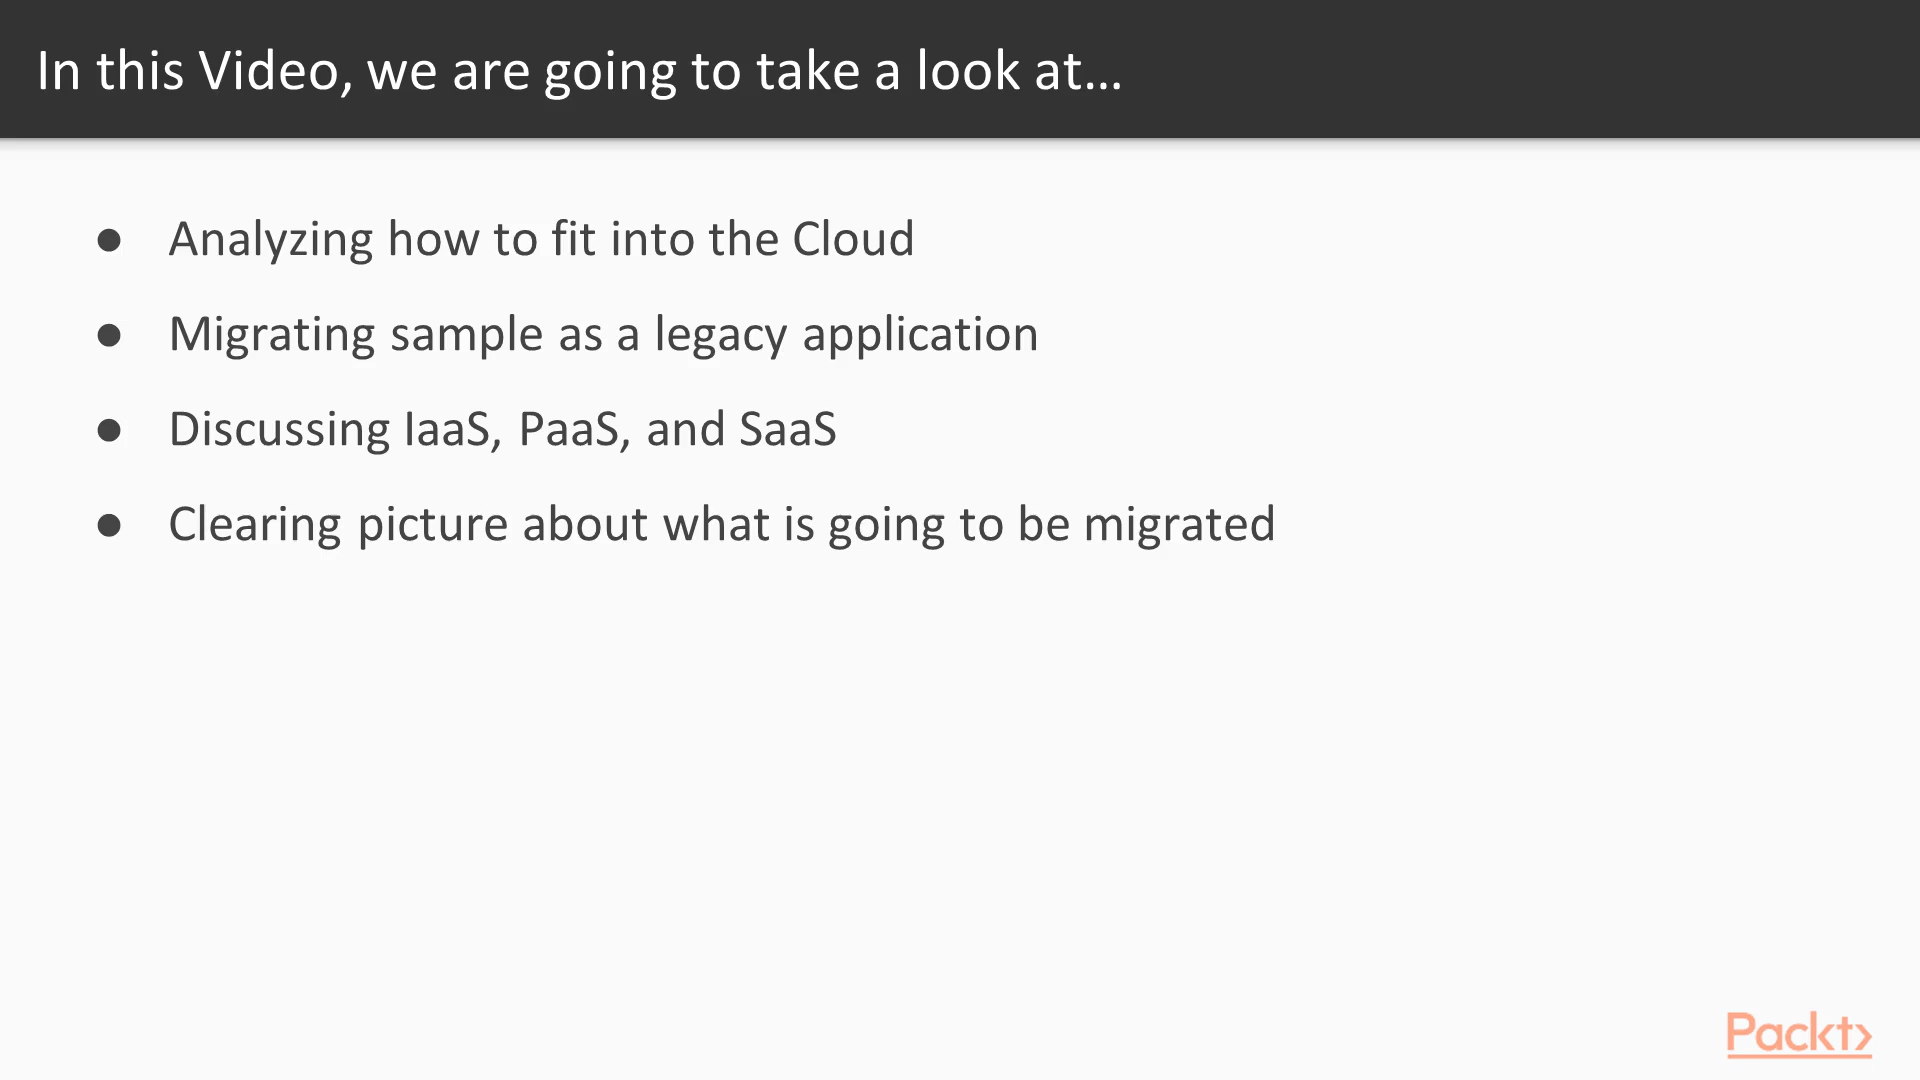 In this Video, we are going to take a look at...
● Analyzing how to fit into the Cloud
● Migrating sample as a legacy application
● Discussing IaaS, PaaS, and SaaS
● Clearing picture about what is going to be migrated
Packt>